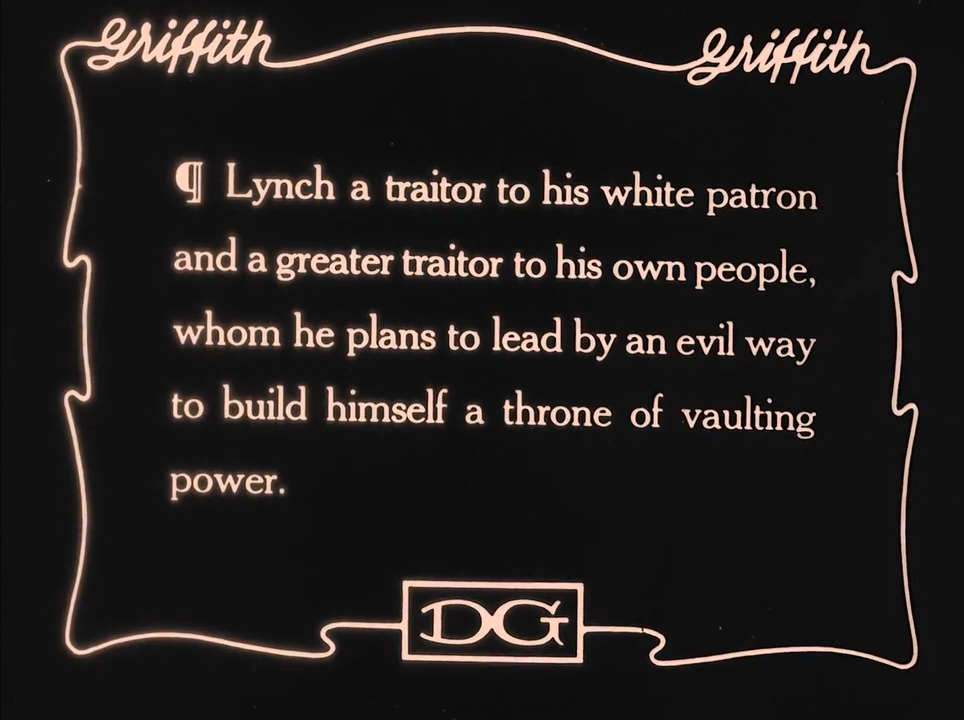 Griffith Griffith
¶ Lynch a traitor to his white patron
and a greater traitor to his own people,
whom he plans to lead by an evil way
to build himself a throne of vaulting
power.
DG